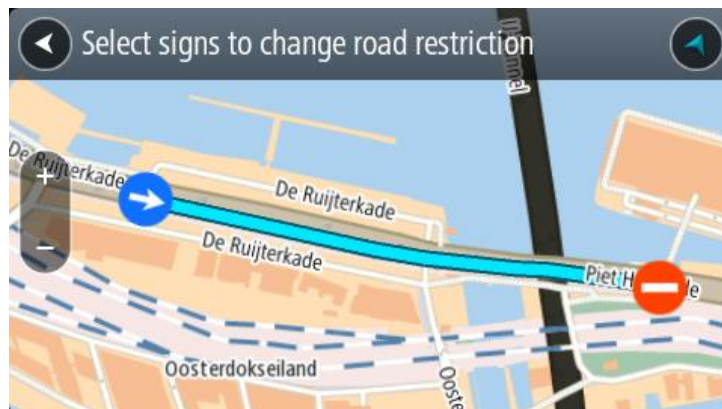 Select signs to change road restriction
De Ruijterkade
De Ruijterkade
De Ruijterkade
Oosterdokseiland